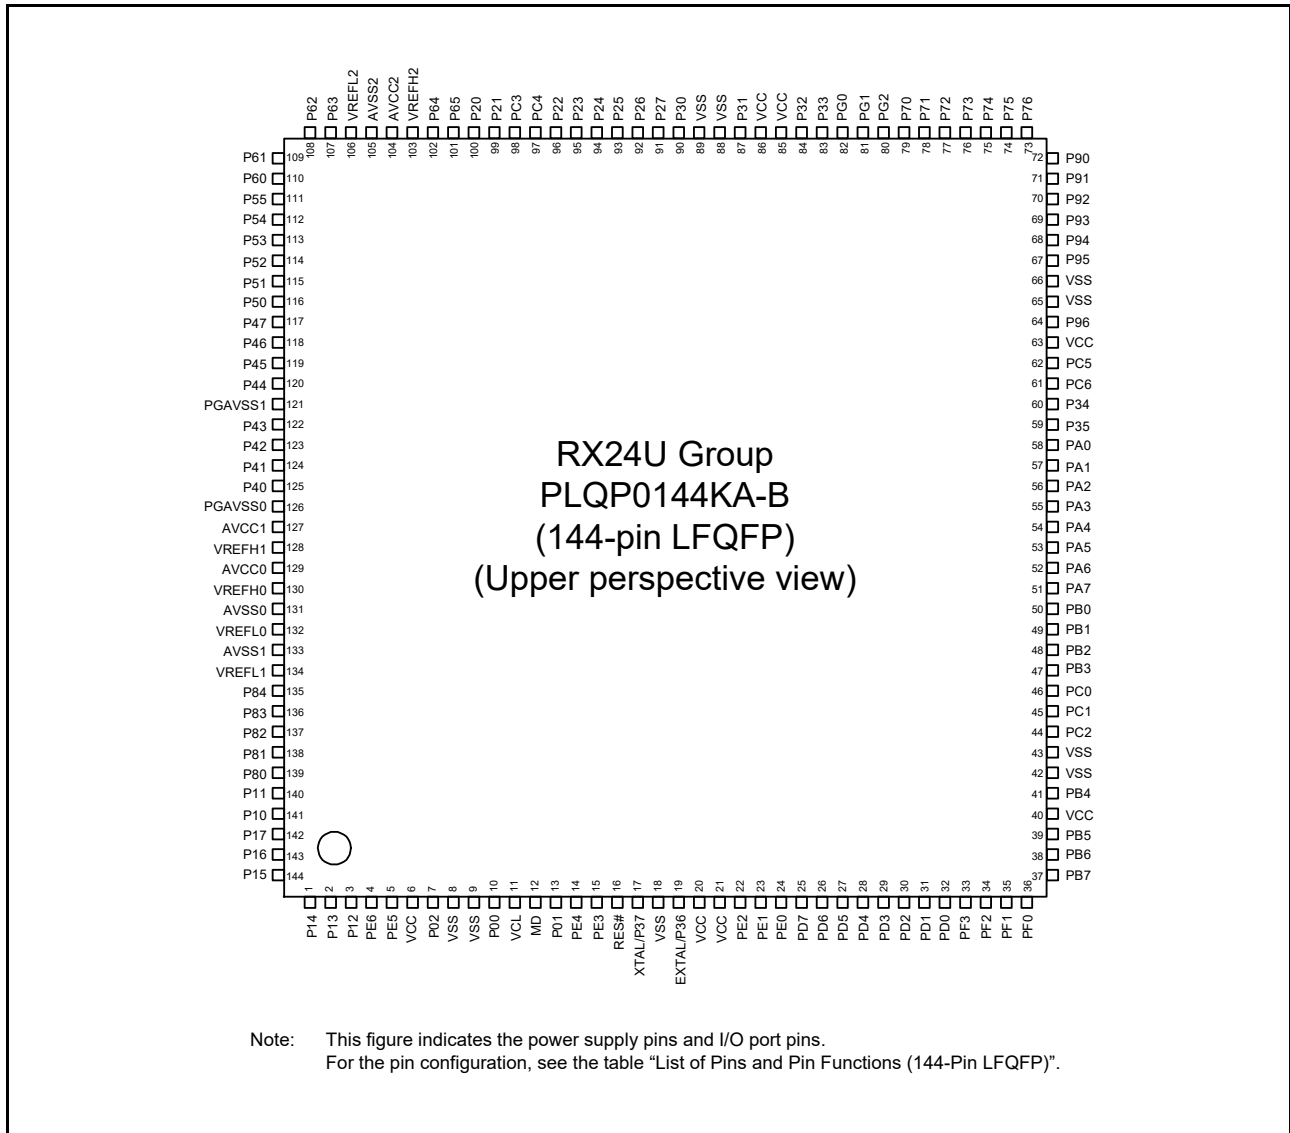 P62 P63 VREFL2 AVSS2 AVCC2 VREFH2 P64 P65 P20 P21 PC3 PC4 P22 P23 P24 P25 P26 P27 P30 VSS VSS P31 VCC VCC P32 P33 PG0 PG1 PG2 P70 P71 P72 P73 P74 P75 P76
108 107 106 105 104 103 102 101 100 99 98 97 96 95 94 93 92 91 90 89 88 87 86 85 84 83 82 81 80 79 78 77 76 75 74 73
P61 109
P60 110
P55 111
P54 112
P53 113
P52 114
P51 115
P50 116
P47 117
P46 118
P45 119
P44 120
PGAVSS1 121
P43 122
P42 123
P41 124
P40 125
PGAVSS0 126
AVCC1 127
VREFH1 128
AVCC0 129
VREFH0 130
AVSS0 131
VREFL0 132
AVSS1 133
VREFL1 134
P84 135
P83 136
P82 137
P81 138
P80 139
P11 140
P10 141
P17 142
P16 143
P15 144
RX24U Group
PLQP0144KA-B
(144-pin LFQFP)
(Upper perspective view)
72 P90
71 P91
70 P92
69 P93
68 P94
67 P95
66 VSS
65 VSS
64 P96
63 VCC
62 PC5
61 PC6
60 P34
59 P35
58 PA0
57 PA1
56 PA2
55 PA3
54 PA4
53 PA5
52 PA6
51 PA7
50 PB0
49 PB1
48 PB2
47 PB3
46 PC0
45 PC1
44 PC2
43 VSS
42 VSS
41 PB4
40 VCC
39 PB5
38 PB6
37 PB7
1 2 3 4 5 6 7 8 9 10 11 12 13 14 15 16 17 18 19 20 21 22 23 24 25 26 27 28 29 30 31 32 33 34 35 36
P14 P13 P12 PE6 PE5 VCC P02 VSS VSS P00 VCL MD P01 PE4 PE3 RES# XTAL/P37 VSS EXTAL/P36 VCC VCC PE2 PE1 PE0 PD7 PD6 PD5 PD4 PD3 PD2 PD1 PD0 PF3 PF2 PF1 PF0
Note: This figure indicates the power supply pins and I/O port pins.
For the pin configuration, see the table “List of Pins and Pin Functions (144-Pin LFQFP)”.